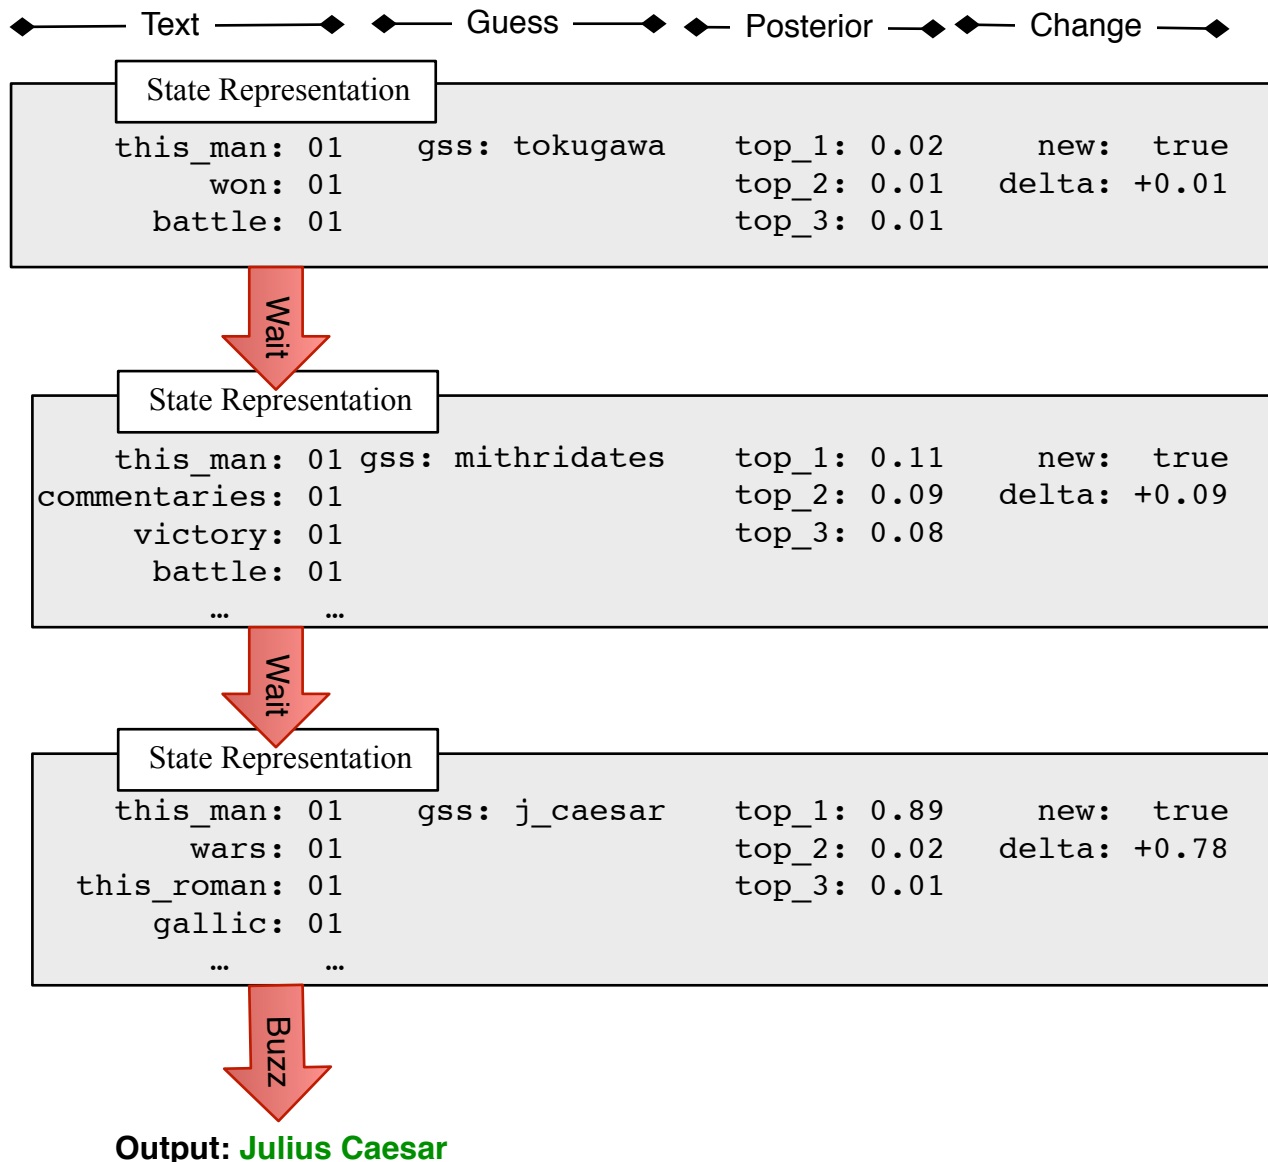 Text Guess Posterior Change
State Representation
this_man: 01 gss: tokugawa top_1: 0.02 new: true
won: 01 top_2: 0.01 delta: +0.01
battle: 01 top_3: 0.01
Wait
State Representation
this_man: 01 gss: mithridates top_1: 0.11 new: true
commentaries: 01 top_2: 0.09 delta: +0.09
victory: 01 top_3: 0.08
battle: 01
… …
Wait
State Representation
this_man: 01 gss: j_caesar top_1: 0.89 new: true
wars: 01 top_2: 0.02 delta: +0.78
this_roman: 01 top_3: 0.01
gallic: 01
… …
Buzz
Output: Julius Caesar